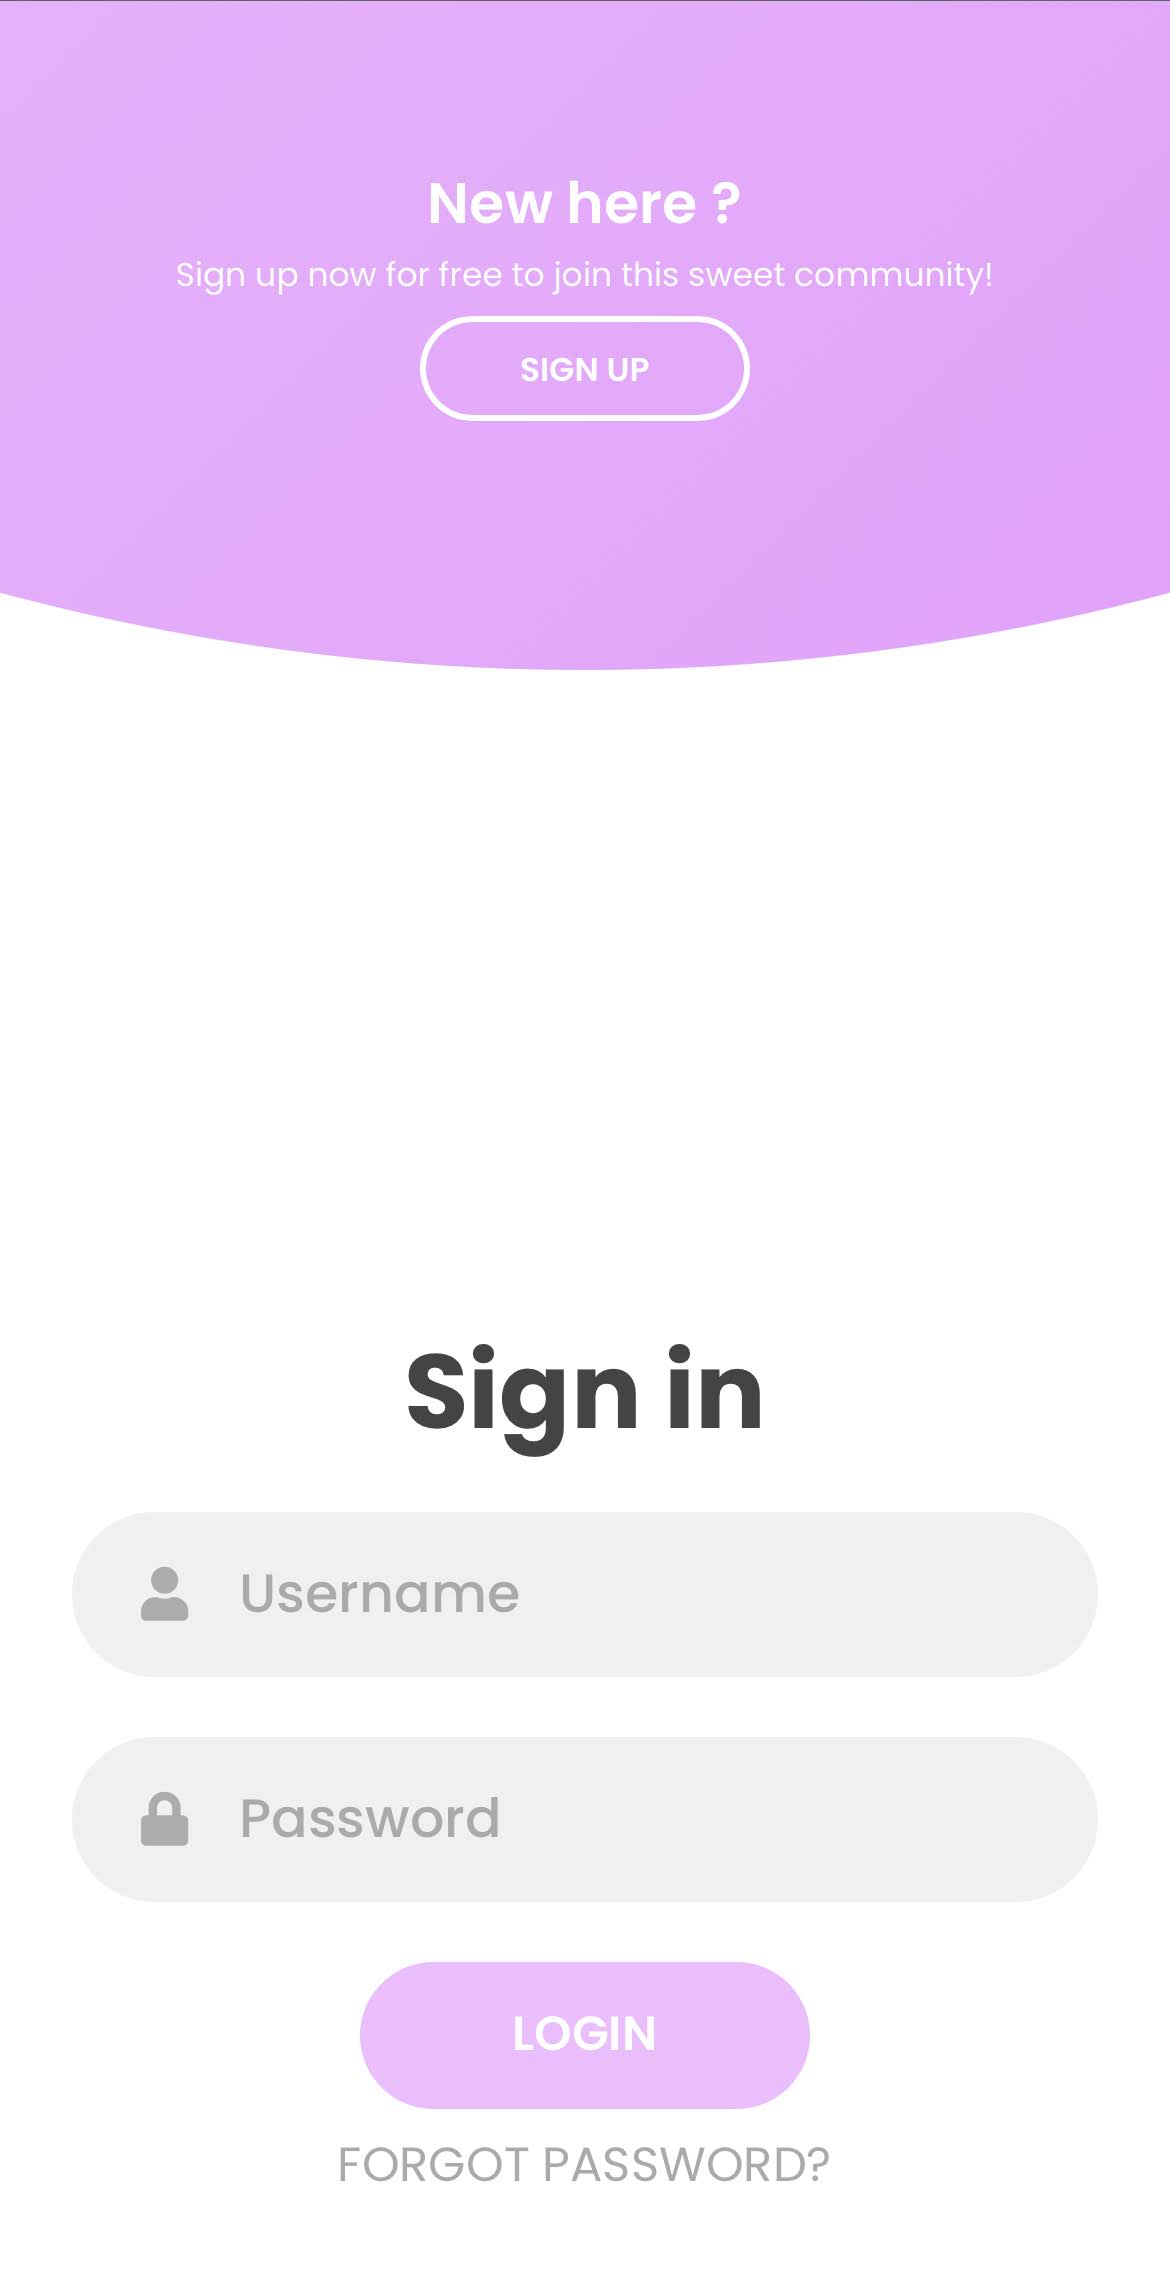 New here ?
Sign up now for free to join this sweet community!
SIGN UP
Sign in
Username
Password
LOGIN
FORGOT PASSWORD?